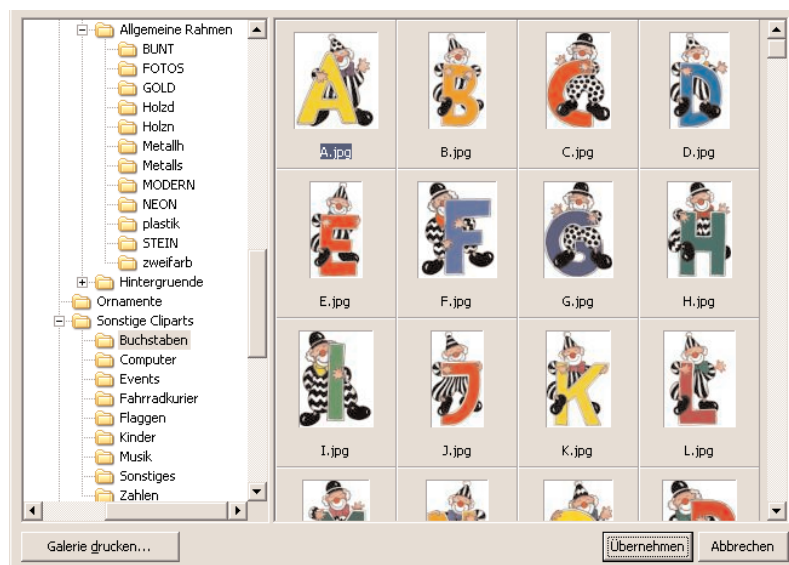 Allgemeine Rahmen
BUNT
FOTOS
GOLD
Holzd
Holzn
Metallh
Metalls
MODERN
NEON
plastik
STEIN
zweifarb
Hintergruende
Ornamente
Sonstige Cliparts
Buchstaben
Computer
Events
Fahrradkurier
Flaggen
Kinder
Musik
Sonstiges
Zahlen
A B C D
A.jpg B.jpg C.jpg D.jpg
E F G H
E.jpg F.jpg G.jpg H.jpg
I J K L
I.jpg J.jpg K.jpg L.jpg
Galerie drucken... Übernehmen Abbrechen